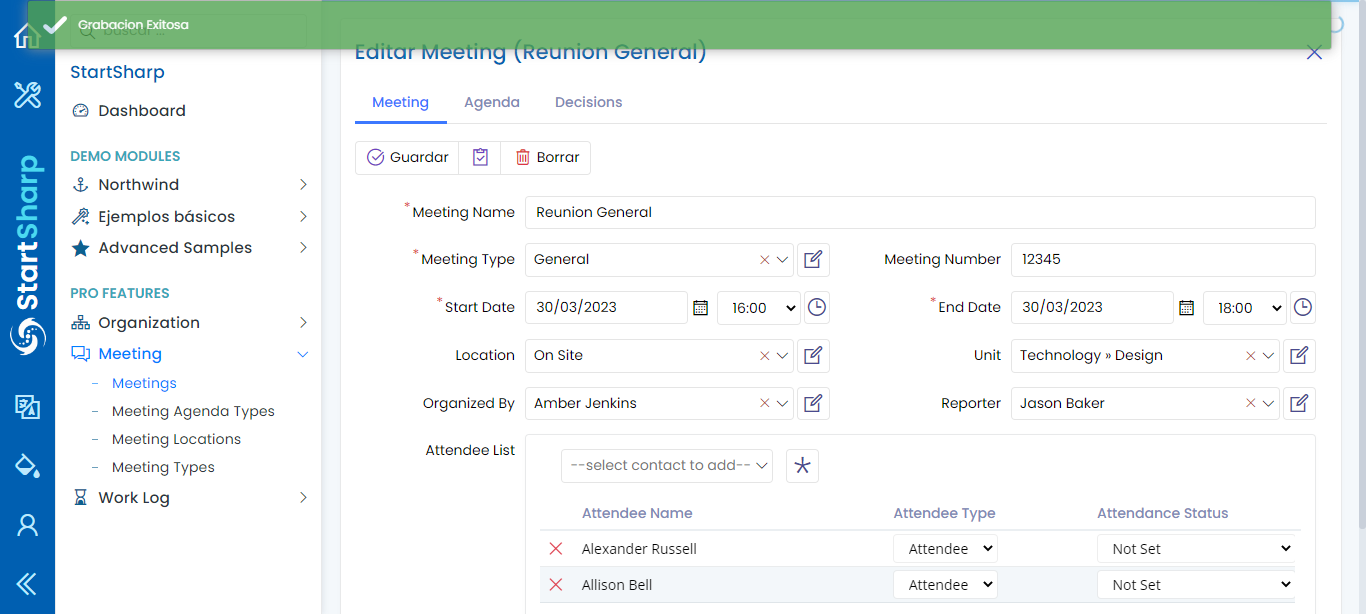 Grabacion Exitosa
StartSharp
StartSharp
Dashboard
DEMO MODULES
Northwind
Ejemplos básicos
Advanced Samples
PRO FEATURES
Organization
Meeting
- Meetings
- Meeting Agenda Types
- Meeting Locations
- Meeting Types
Work Log
Editar Meeting (Reunion General)
Meeting Agenda Decisions
Guardar Borrar
*Meeting Name Reunion General
*Meeting Type General Meeting Number 12345
*Start Date 30/03/2023 16:00 *End Date 30/03/2023 18:00
Location On Site Unit Technology » Design
Organized By Amber Jenkins Reporter Jason Baker
Attendee List
--select contact to add--
Attendee Name Attendee Type Attendance Status
Alexander Russell Attendee Not Set
Allison Bell Attendee Not Set